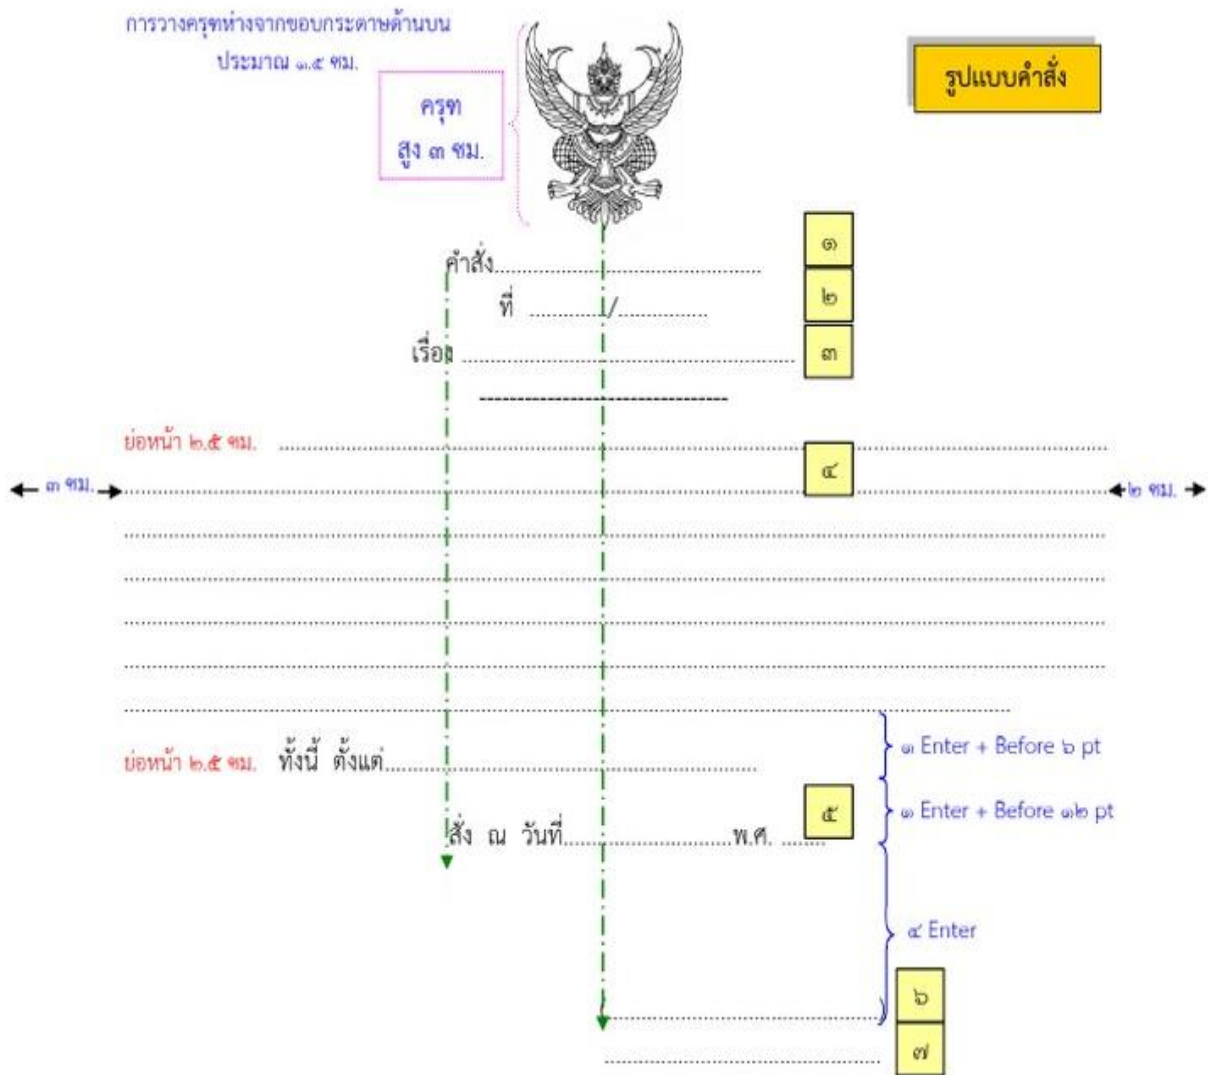 การวางครุฑห่างจากขอบกระดาษด้านบน
ประมาณ ๑.๕ ซม.
รูปแบบคำสั่ง
ครุฑ
สูง ๓ ซม.
๑
คำสั่ง.............................................................
๒
ที่ ................./....................
๓
เรื่อง ............................................................................
---------------------------------
ย่อหน้า ๒.๕ ซม. ............................................................
๔
๓ ซม. ............................................................ ๒ ซม.
............................................................
............................................................
............................................................
............................................................
............................................................
๑ Enter + Before ๖ pt
ย่อหน้า ๒.๕ ซม. ทั้งนี้ ตั้งแต่............................................................
๕
๑ Enter + Before ๑๒ pt
สั่ง ณ วันที่.......................................พ.ศ. ..........
๔ Enter
๖
(............................................................)
๗
............................................................